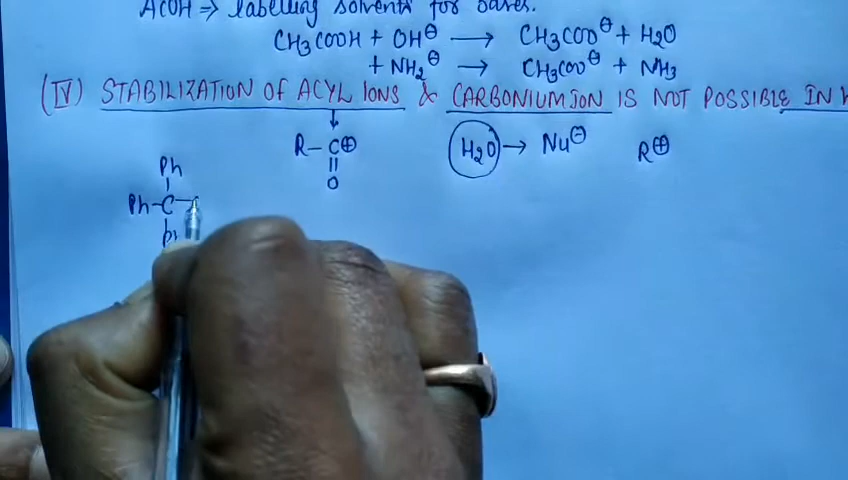 ACOH ⇒ labelling solvents for bases.
CH3COOH + OH⊖ ⟶ CH3COO⊖ + H2O
+ NH2⊖ ⟶ CH3COO⊖ + NH3
(IV) STABILIZATION OF ACYL IONS & CARBONIUM ION IS NOT POSSIBLE IN
R–C⊕
||
O
H2O → Nu⊖
R⊕
Ph
|
Ph–C–
|